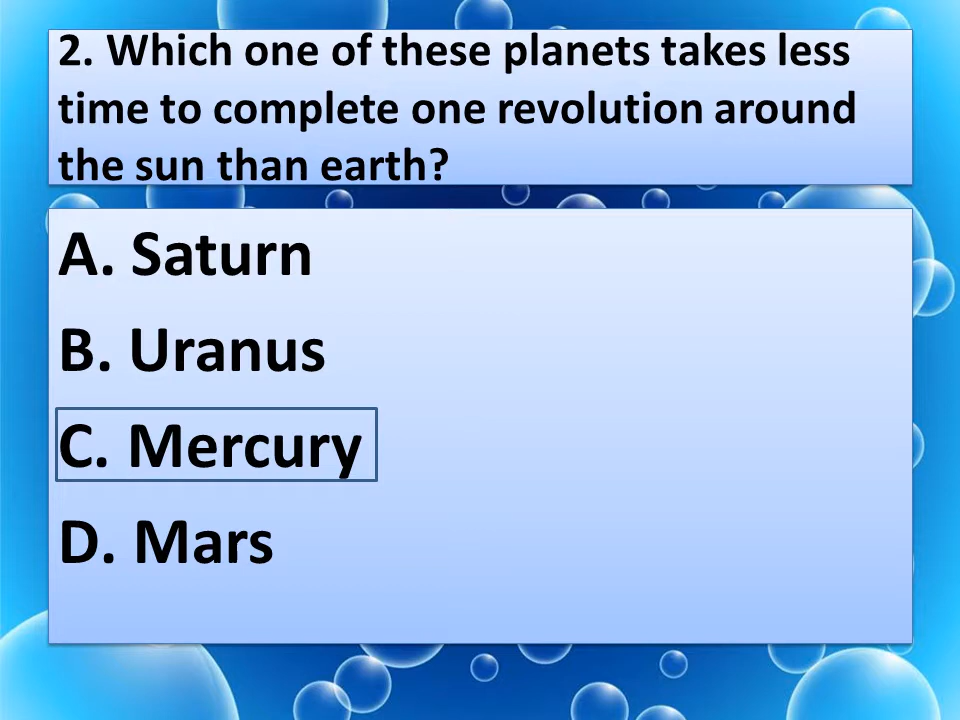 2. Which one of these planets takes less
time to complete one revolution around
the sun than earth?
A. Saturn
B. Uranus
C. Mercury
D. Mars